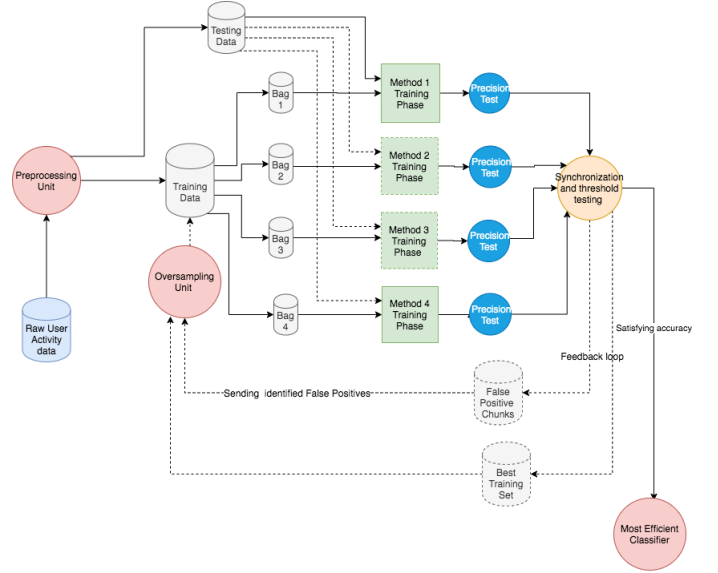 Testing
Data
Bag
1
Method 1
Training
Phase
Precision
Test
Preprocessing
Unit
Training
Data
Bag
2
Method 2
Training
Phase
Precision
Test
Synchronization
and threshold
testing
Bag
3
Method 3
Training
Phase
Precision
Test
Oversampling
Unit
Bag
4
Method 4
Training
Phase
Precision
Test
Raw User
Activity
data
Satisfying accuracy
Feedback loop
Sending identified False Positives
False
Positive
Chunks
Best
Training
Set
Most Efficient
Classifier